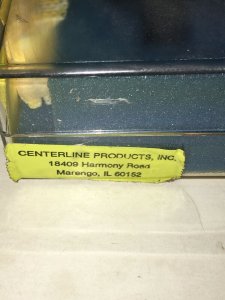 CENTERLINE PRODUCTS, INC.
18409 Harmony Road
Marengo, IL 60152